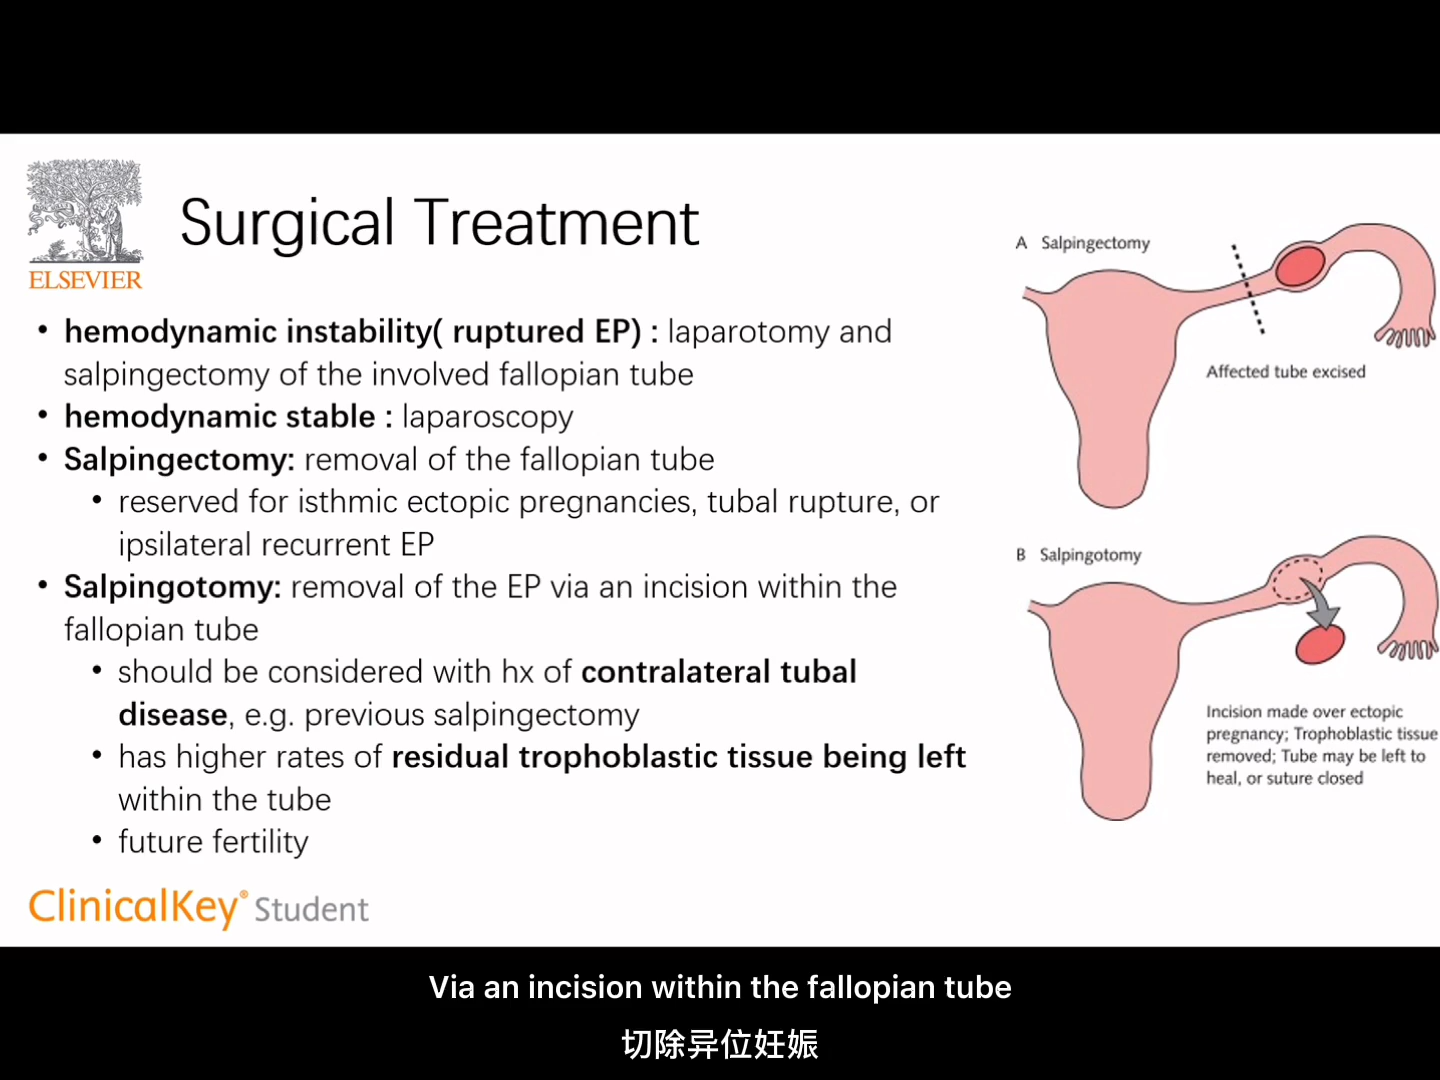 ELSEVIER
Surgical Treatment
• hemodynamic instability( ruptured EP) : laparotomy and
salpingectomy of the involved fallopian tube
• hemodynamic stable : laparoscopy
• Salpingectomy: removal of the fallopian tube
• reserved for isthmic ectopic pregnancies, tubal rupture, or
ipsilateral recurrent EP
• Salpingotomy: removal of the EP via an incision within the
fallopian tube
• should be considered with hx of contralateral tubal
disease, e.g. previous salpingectomy
• has higher rates of residual trophoblastic tissue being left
within the tube
• future fertility
A Salpingectomy
Affected tube excised
B Salpingotomy
Incision made over ectopic
pregnancy; Trophoblastic tissue
removed; Tube may be left to
heal, or suture closed
ClinicalKey® Student
Via an incision within the fallopian tube
切除异位妊娠